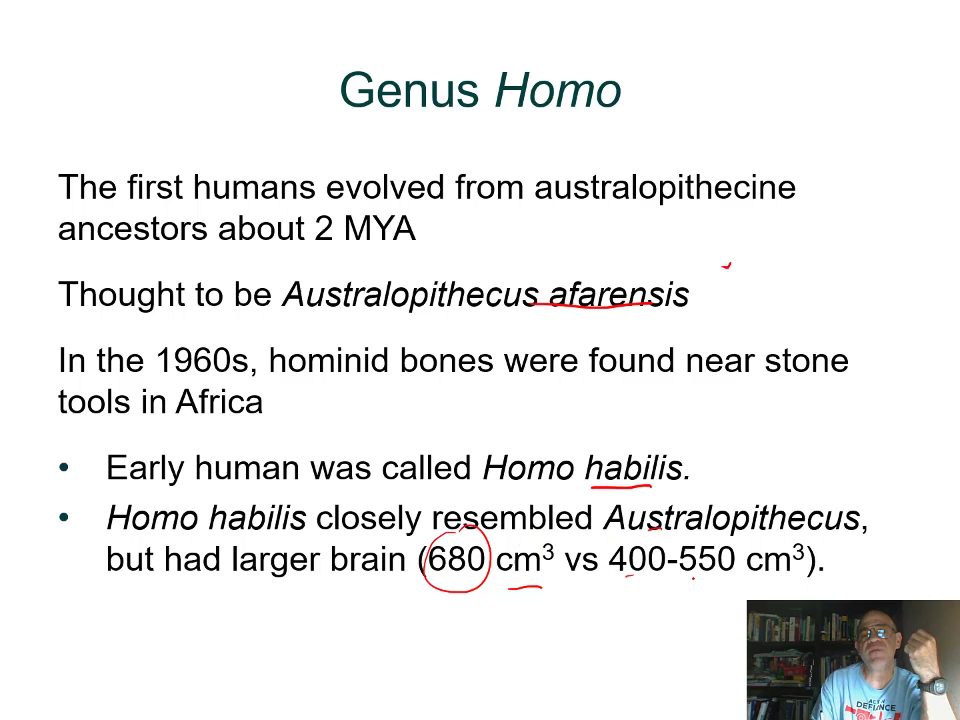 Genus Homo
The first humans evolved from australopithecine
ancestors about 2 MYA
Thought to be Australopithecus afarensis
In the 1960s, hominid bones were found near stone
tools in Africa
• Early human was called Homo habilis.
• Homo habilis closely resembled Australopithecus,
but had larger brain (680 cm³ vs 400-550 cm³).
DEFIANCE